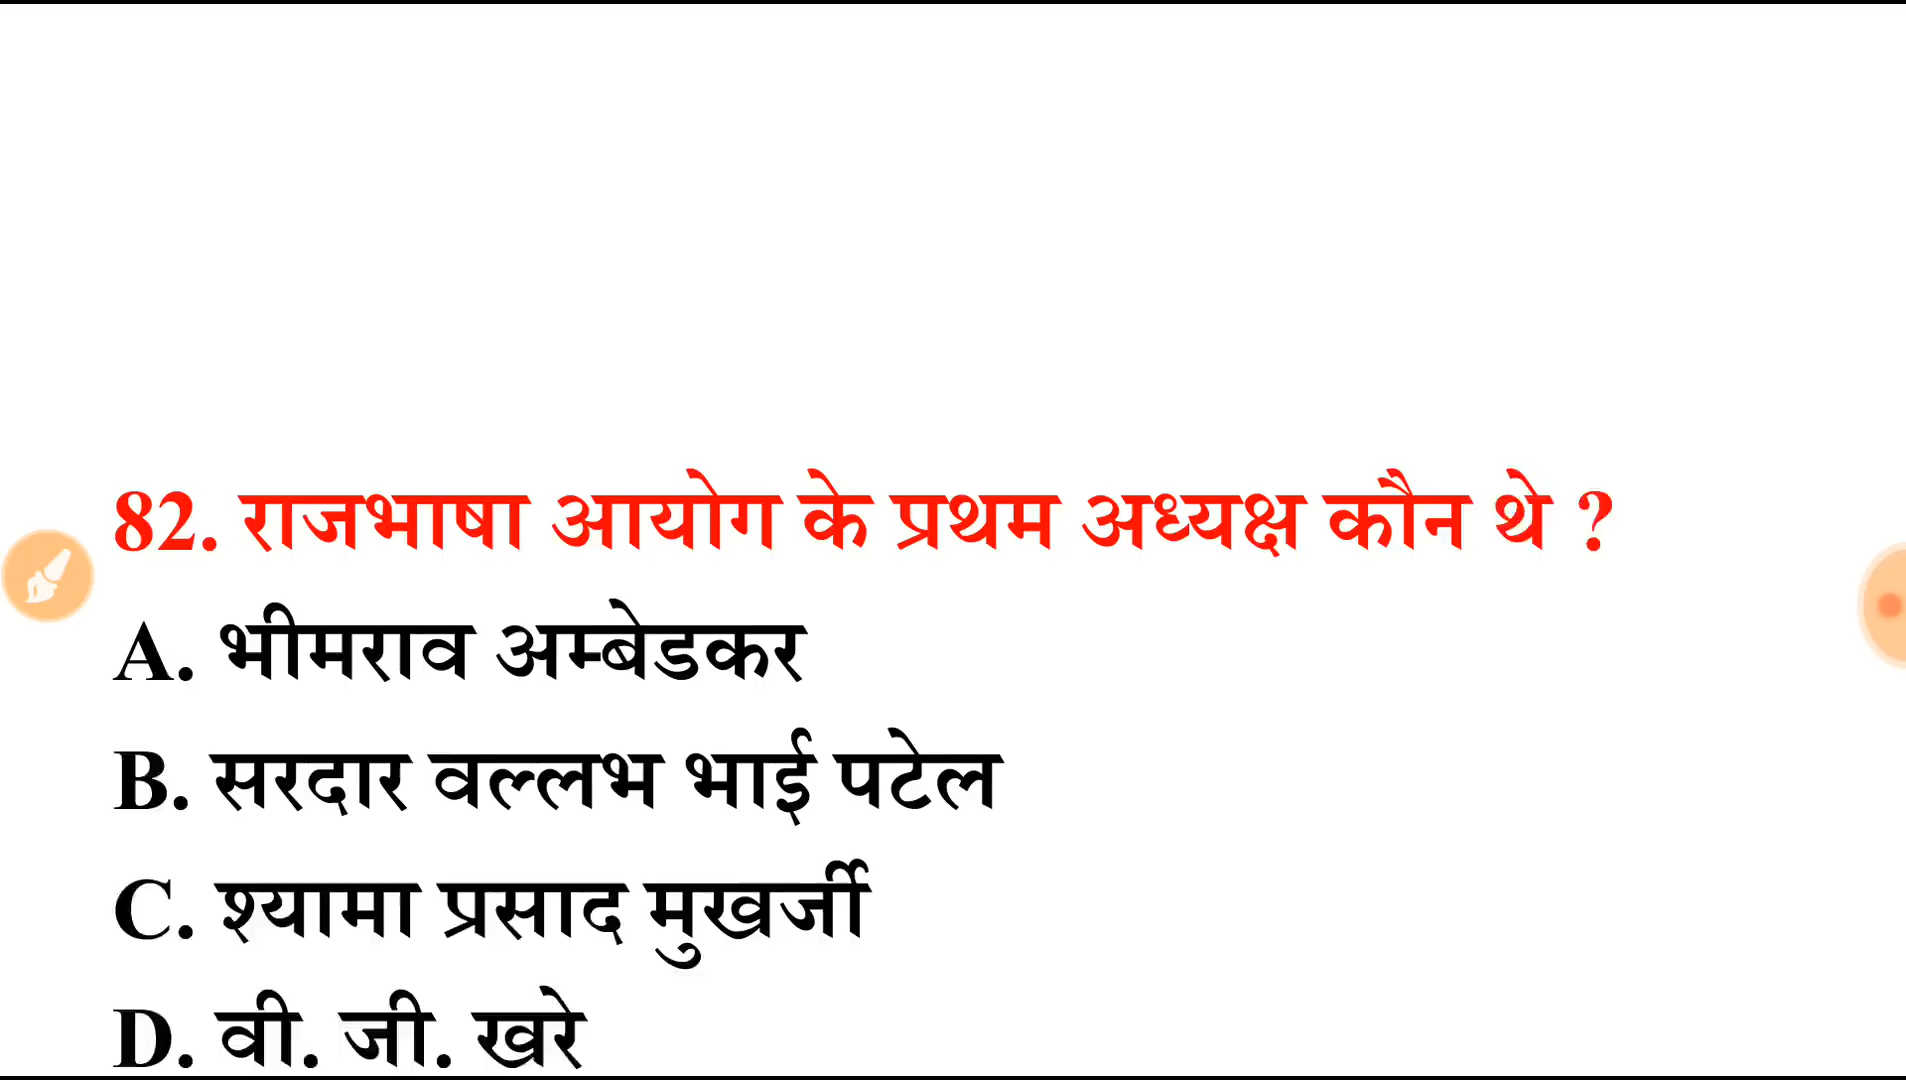 82. राजभाषा आयोग के प्रथम अध्यक्ष कौन थे ?
A. भीमराव अम्बेडकर
B. सरदार वल्लभ भाई पटेल
C. श्यामा प्रसाद मुखर्जी
D. वी. जी. खरे